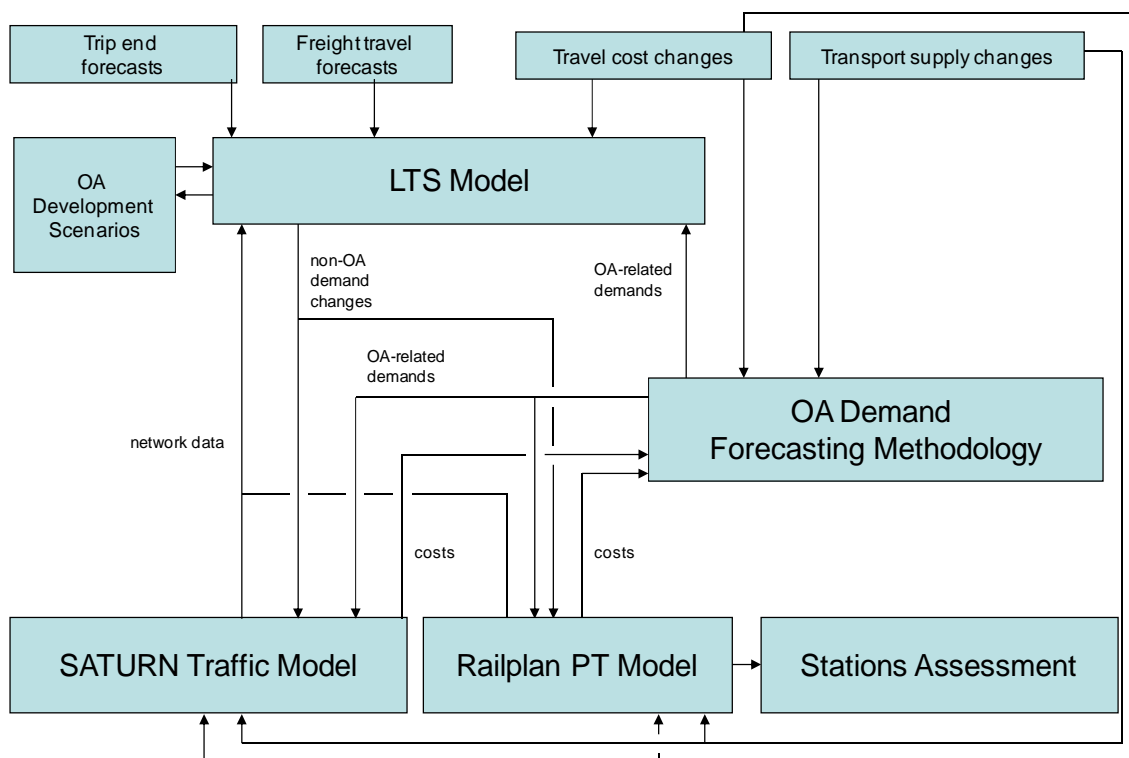 Trip end
forecasts
Freight travel
forecasts
Travel cost changes
Transport supply changes
OA
Development
Scenarios
LTS Model
non-OA
demand
changes
OA-related
demands
OA-related
demands
OA Demand
Forecasting Methodology
network data
costs
costs
SATURN Traffic Model
Railplan PT Model
Stations Assessment